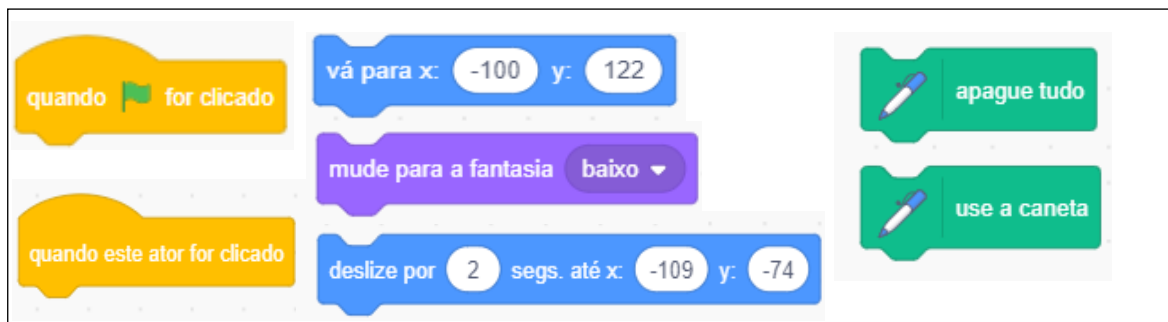 quando for clicado
quando este ator for clicado
vá para x: -100 y: 122
mude para a fantasia baixo
deslize por 2 segs. até x: -109 y: -74
apague tudo
use a caneta